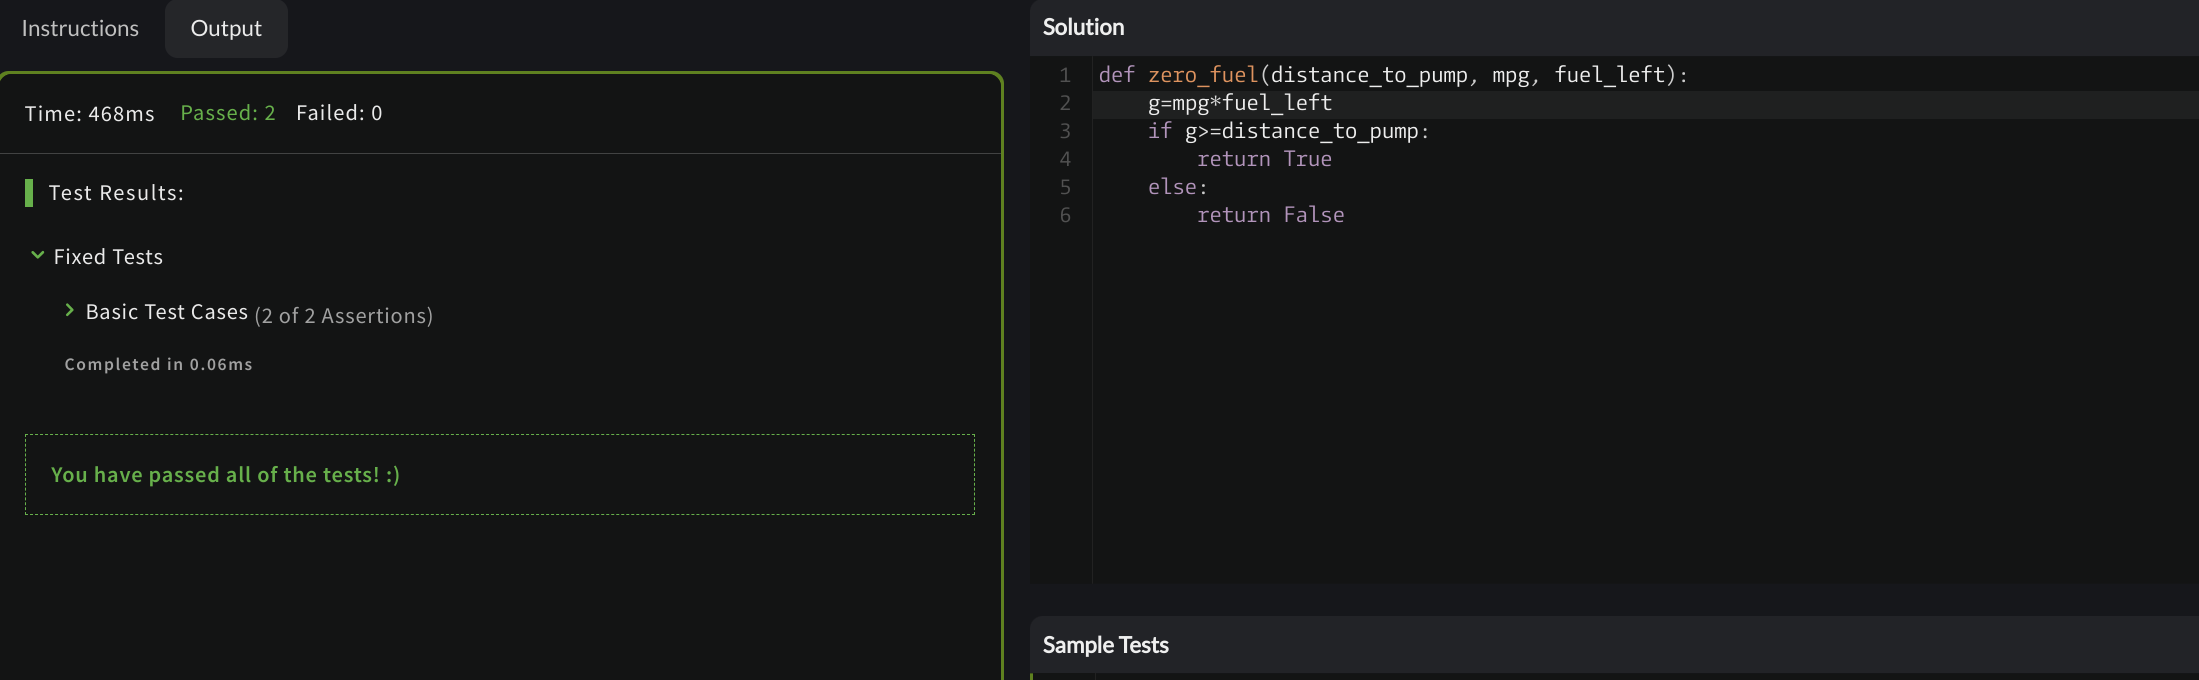 Instructions
Output
Time: 468ms Passed: 2 Failed: 0
Test Results:
Fixed Tests
Basic Test Cases (2 of 2 Assertions)
Completed in 0.06ms
You have passed all of the tests! :)
Solution
1 def zero_fuel(distance_to_pump, mpg, fuel_left):
2     g=mpg*fuel_left
3     if g>=distance_to_pump:
4         return True
5     else:
6         return False
Sample Tests